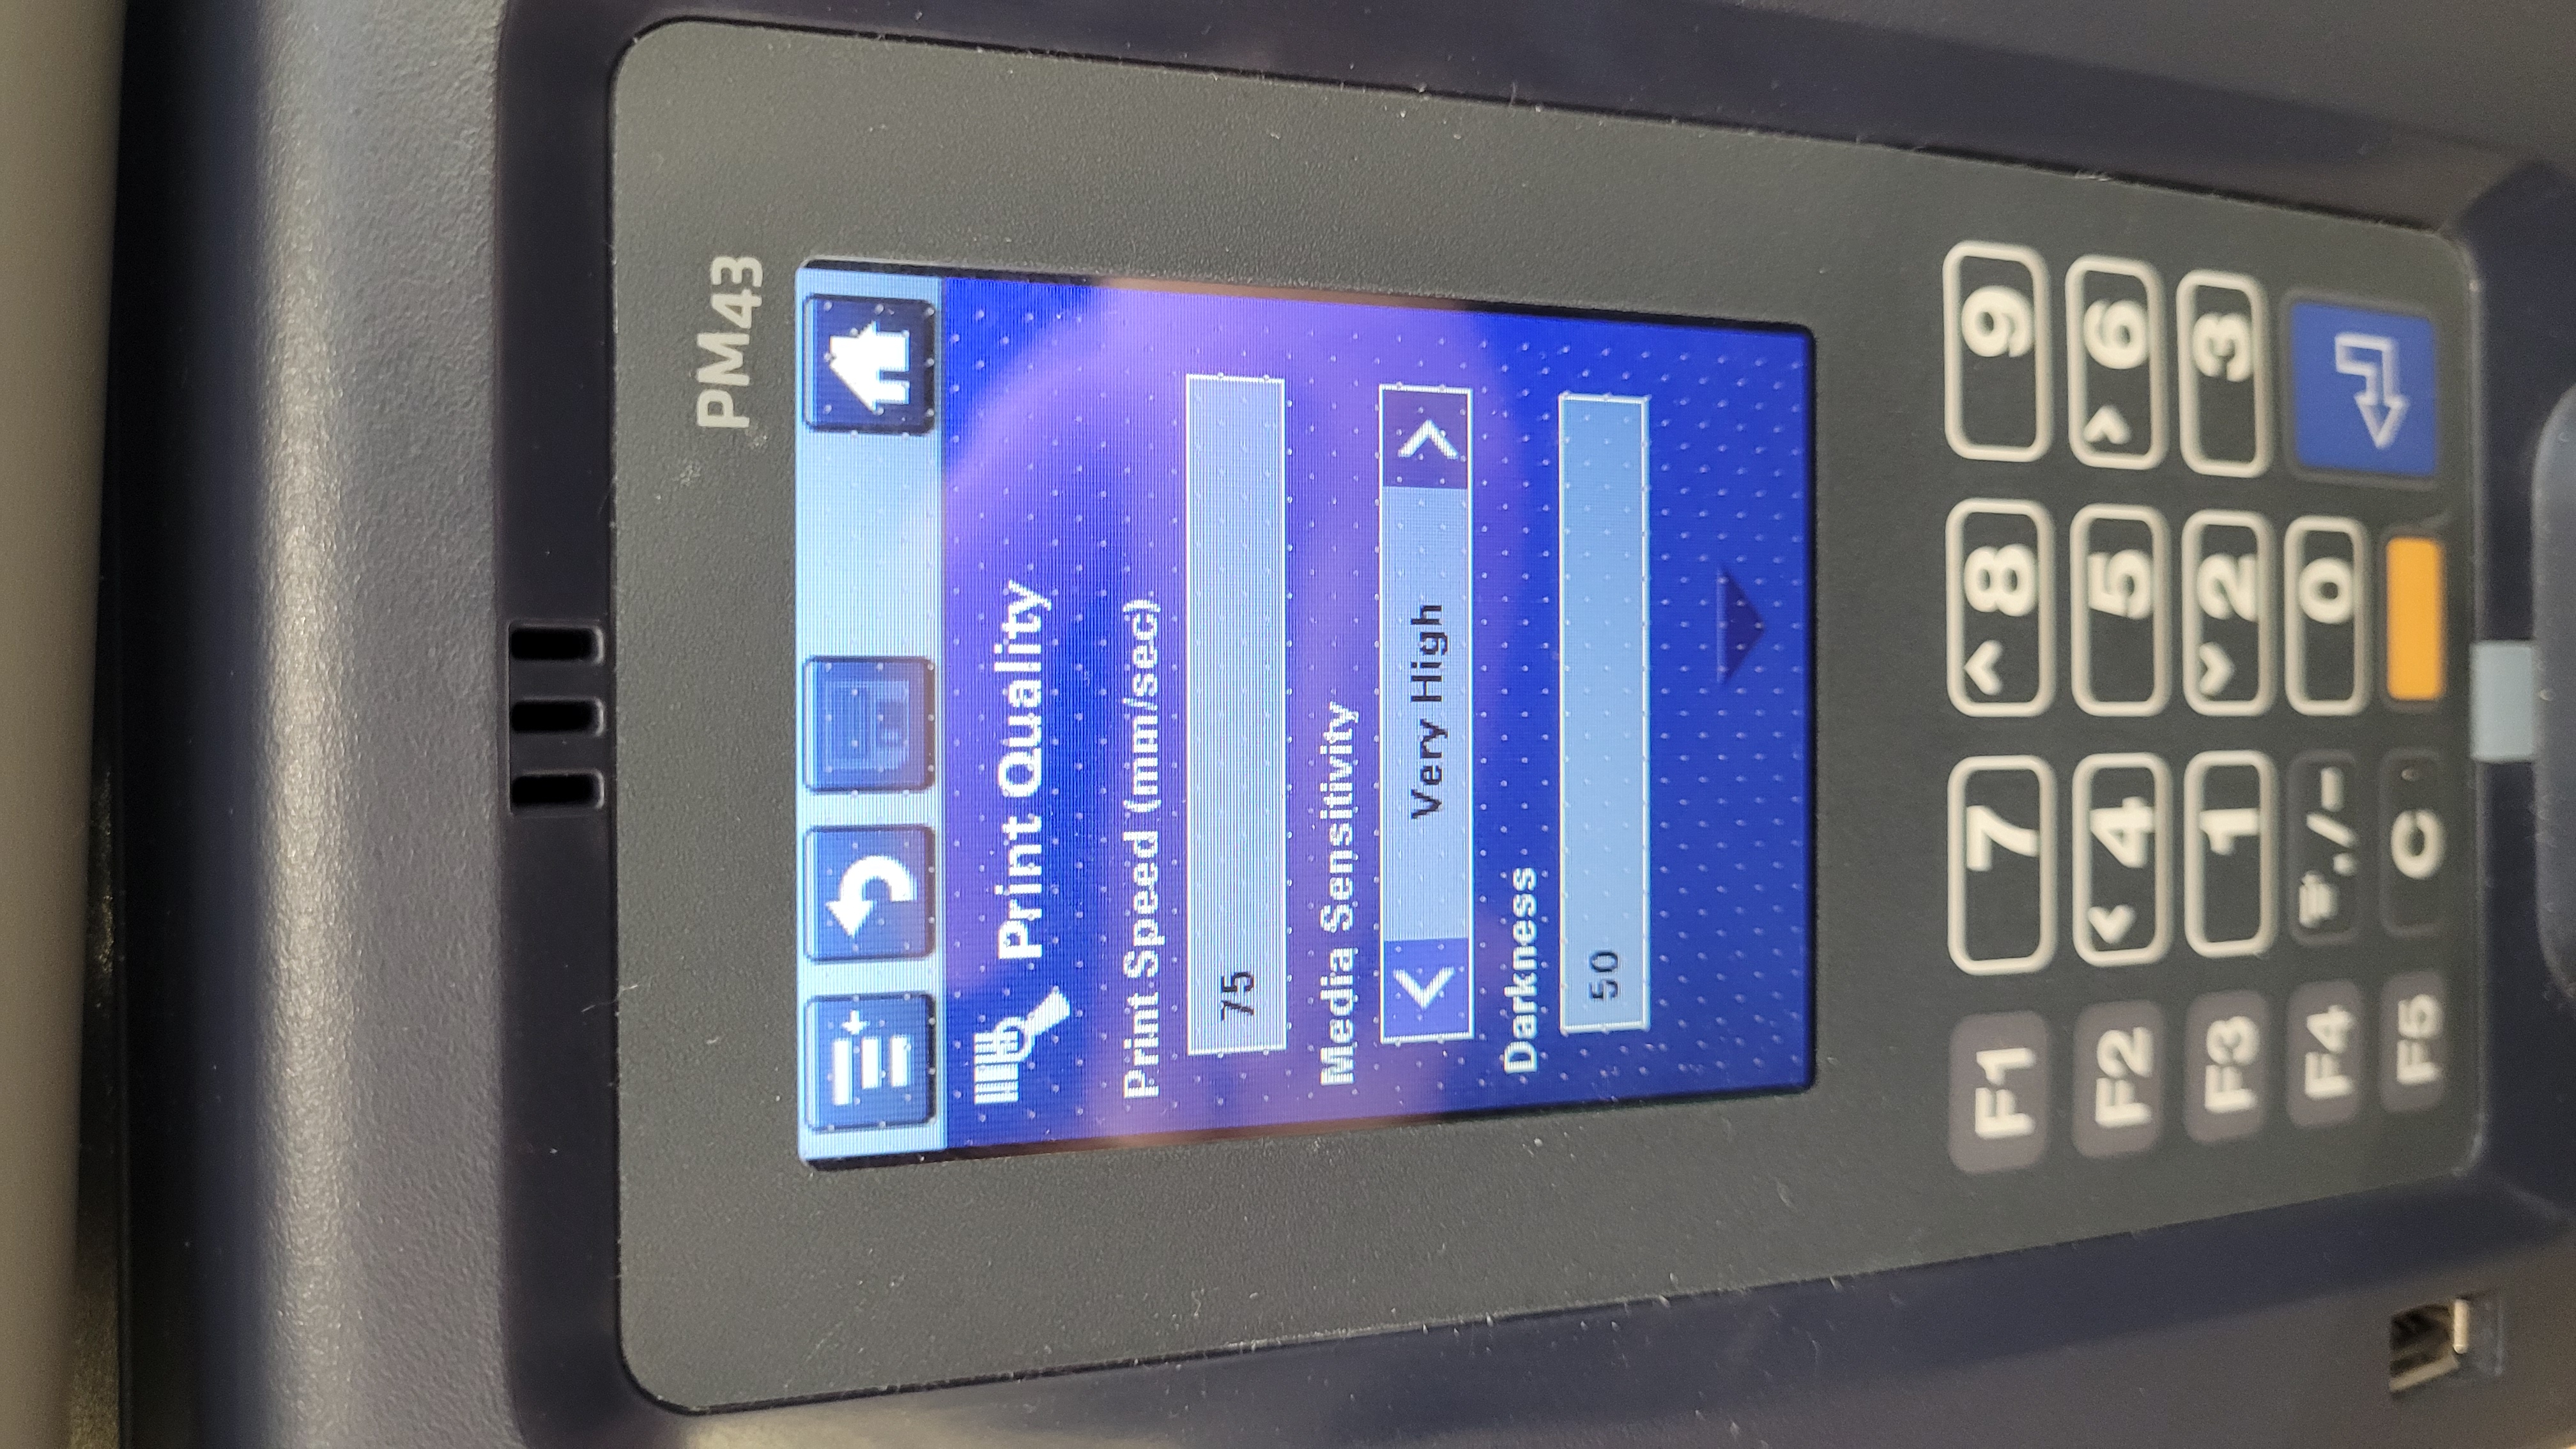 PM43
Print Quality
Print Speed (mm/sec)
75
Media Sensitivity
< Very High >
Darkness
50
F1 7 ^ 8 9
F2 < 4 5 > 6
F3 1 2 3
F4 ./- 0
F5 C